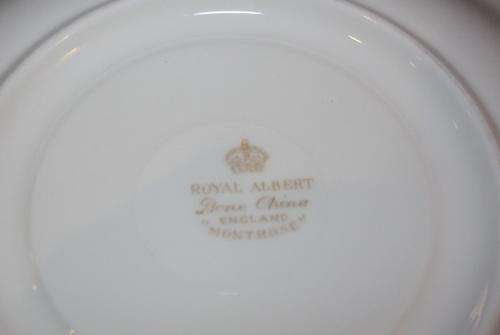 ROYAL ALBERT
Bone China
ENGLAND
"MONTROSE"